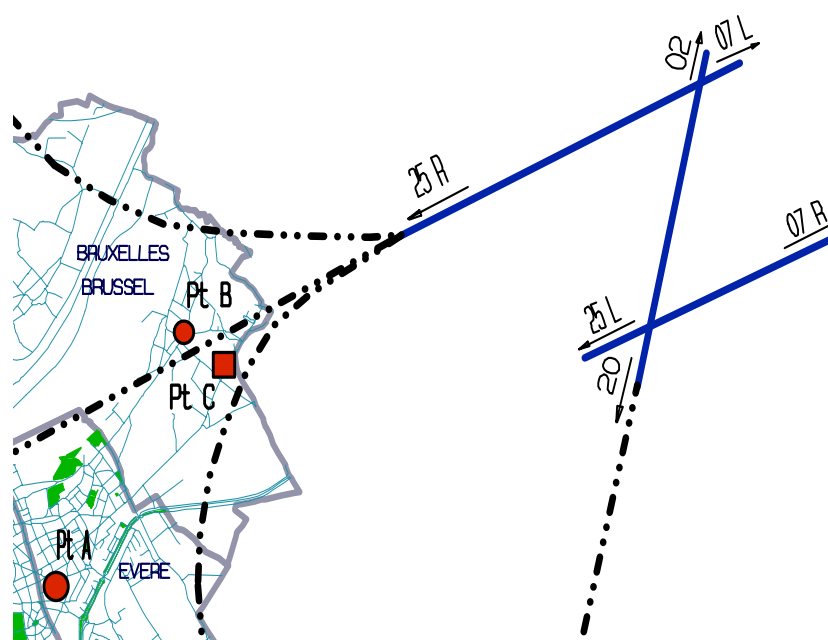 02
07 L
25 R
07 R
BRUXELLES
BRUSSEL
Pt B
25 L
20
Pt C
Pt A
EVERE